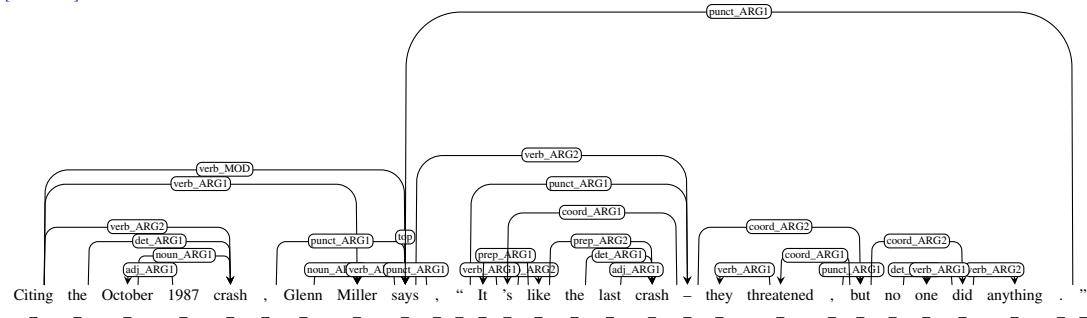 punct_ARG1
verb_ARG2
verb_MOD
verb_ARG1 punct_ARG1
coord_ARG1
verb_ARG2 coord_ARG2
top
det_ARG1 punct_ARG1 prep_ARG2 coord_ARG2
noun_ARG1 prep_ARG1 det_ARG1 coord_ARG1
adj_ARG1 punct_ARG1 verb_ARG1 adj_ARG1 verb_ARG1 punct_ARG1 verb_ARG1 verb_ARG2
Citing the October 1987 crash , Glenn Miller says , “ It ’s like the last crash – they threatened , but no one did anything . ”
_ _ _ _ _ _ _ _ _ _ _ _ _ _ _ _ _ _ _ _ _ _ _ _ _ _ _ _